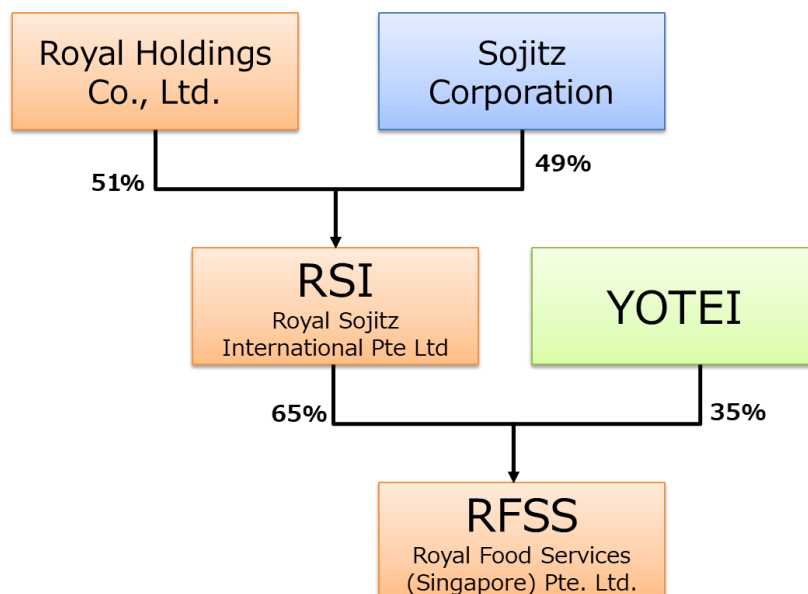 Royal Holdings
Co., Ltd.
Sojitz
Corporation
51%
49%
RSI
Royal Sojitz
International Pte Ltd
YOTEI
65%
35%
RFSS
Royal Food Services
(Singapore) Pte. Ltd.